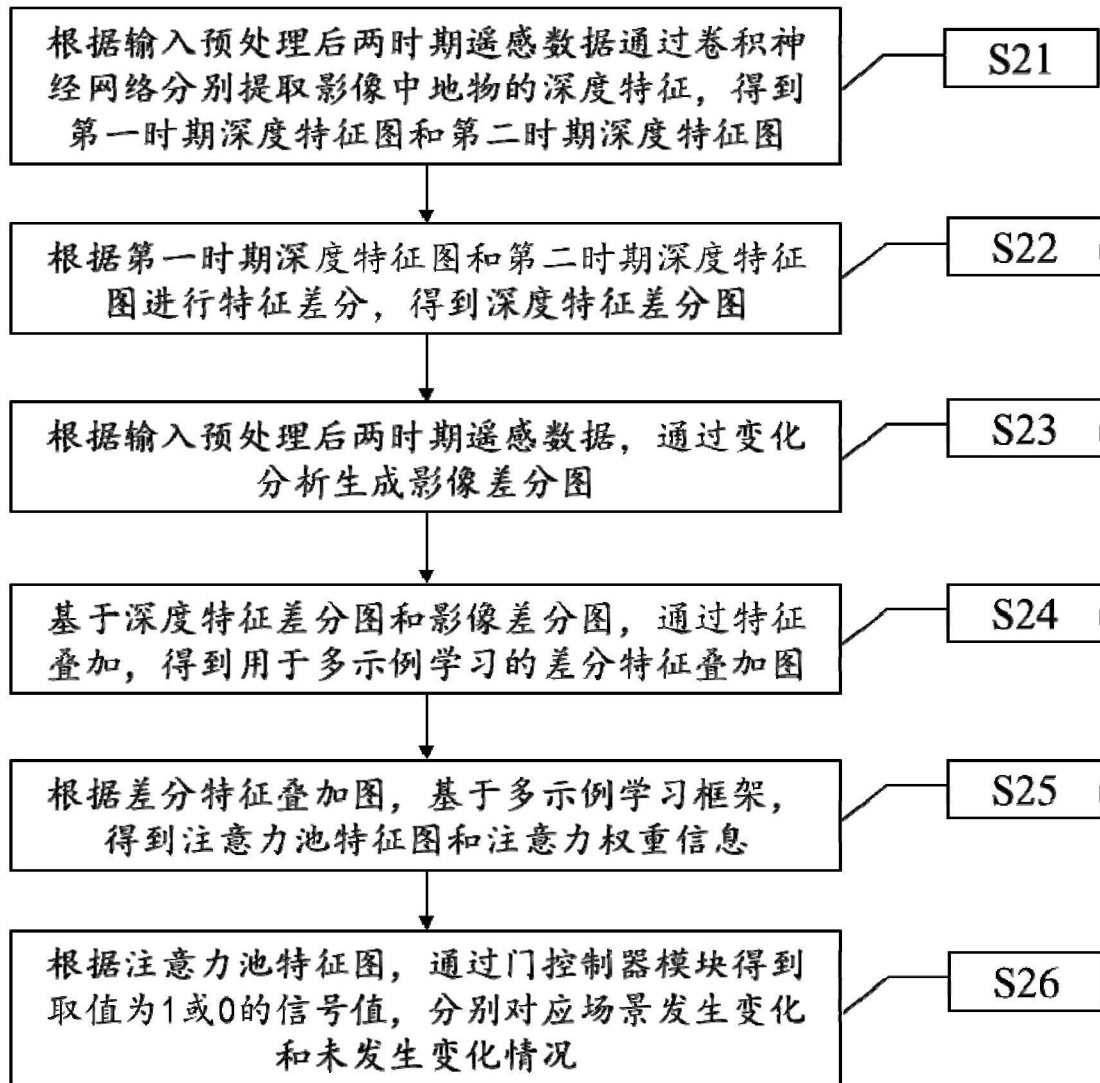 根据输入预处理后两时期遥感数据通过卷积神
经网络分别提取影像中地物的深度特征，得到
第一时期深度特征图和第二时期深度特征图
S21
根据第一时期深度特征图和第二时期深度特征
图进行特征差分，得到深度特征差分图
S22
根据输入预处理后两时期遥感数据，通过变化
分析生成影像差分图
S23
基于深度特征差分图和影像差分图，通过特征
叠加，得到用于多示例学习的差分特征叠加图
S24
根据差分特征叠加图，基于多示例学习框架，
得到注意力池特征图和注意力权重信息
S25
根据注意力池特征图，通过门控制器模块得到
取值为1或0的信号值，分别对应场景发生变化
和未发生变化情况
S26